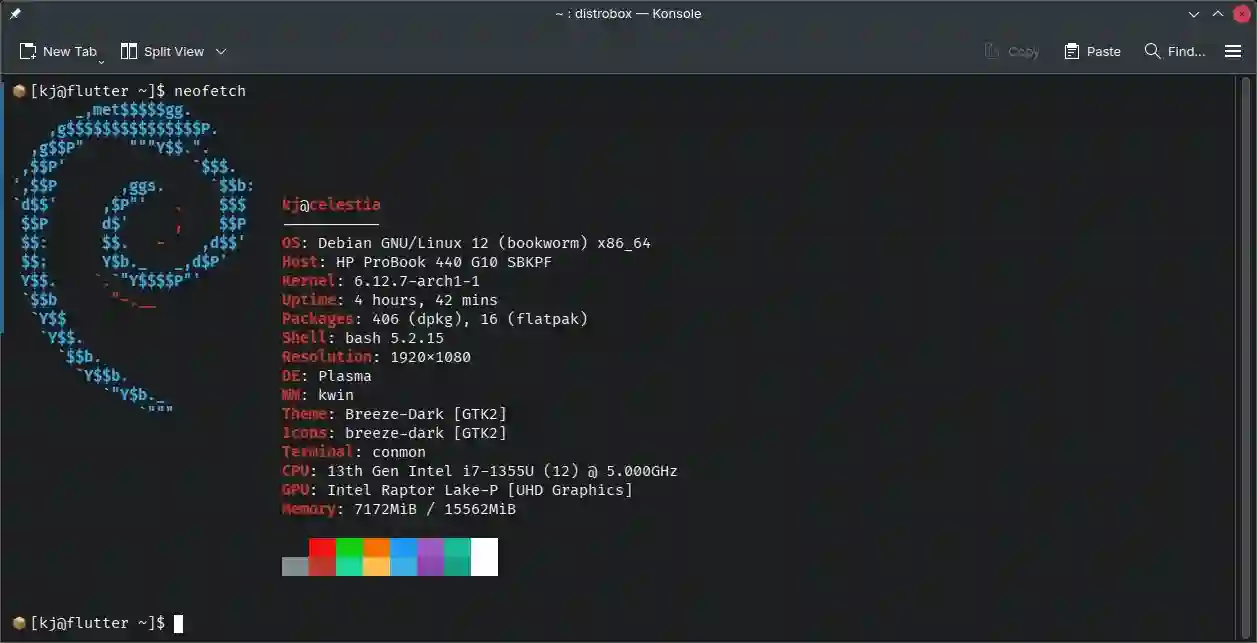 ~ : distrobox — Konsole
New Tab Split View Copy Paste Find...
[kj@flutter ~]$ neofetch
_,met$$$$$gg.
,g$$$$$$$$$$$$$$$P.
,g$$P" """Y$$.".
,$$P' `$$$.
',$$P ,ggs. `$$b:
`d$$' ,$P"' . $$$ kj@celestia
$$P d$' , $$P -----------
$$: $$. - ,d$$' OS: Debian GNU/Linux 12 (bookworm) x86_64
$$; Y$b._ _,d$P' Host: HP ProBook 440 G10 SBKPF
Y$$. `.`"Y$$$$P"' Kernel: 6.12.7-arch1-1
`$$b "-.__ Uptime: 4 hours, 42 mins
`Y$$ Packages: 406 (dpkg), 16 (flatpak)
`Y$$. Shell: bash 5.2.15
`$$b. Resolution: 1920×1080
`Y$$b. DE: Plasma
`"Y$b._ WM: kwin
`""" Theme: Breeze-Dark [GTK2]
Icons: breeze-dark [GTK2]
Terminal: conmon
CPU: 13th Gen Intel i7-1355U (12) @ 5.000GHz
GPU: Intel Raptor Lake-P [UHD Graphics]
Memory: 7172MiB / 15562MiB
[kj@flutter ~]$